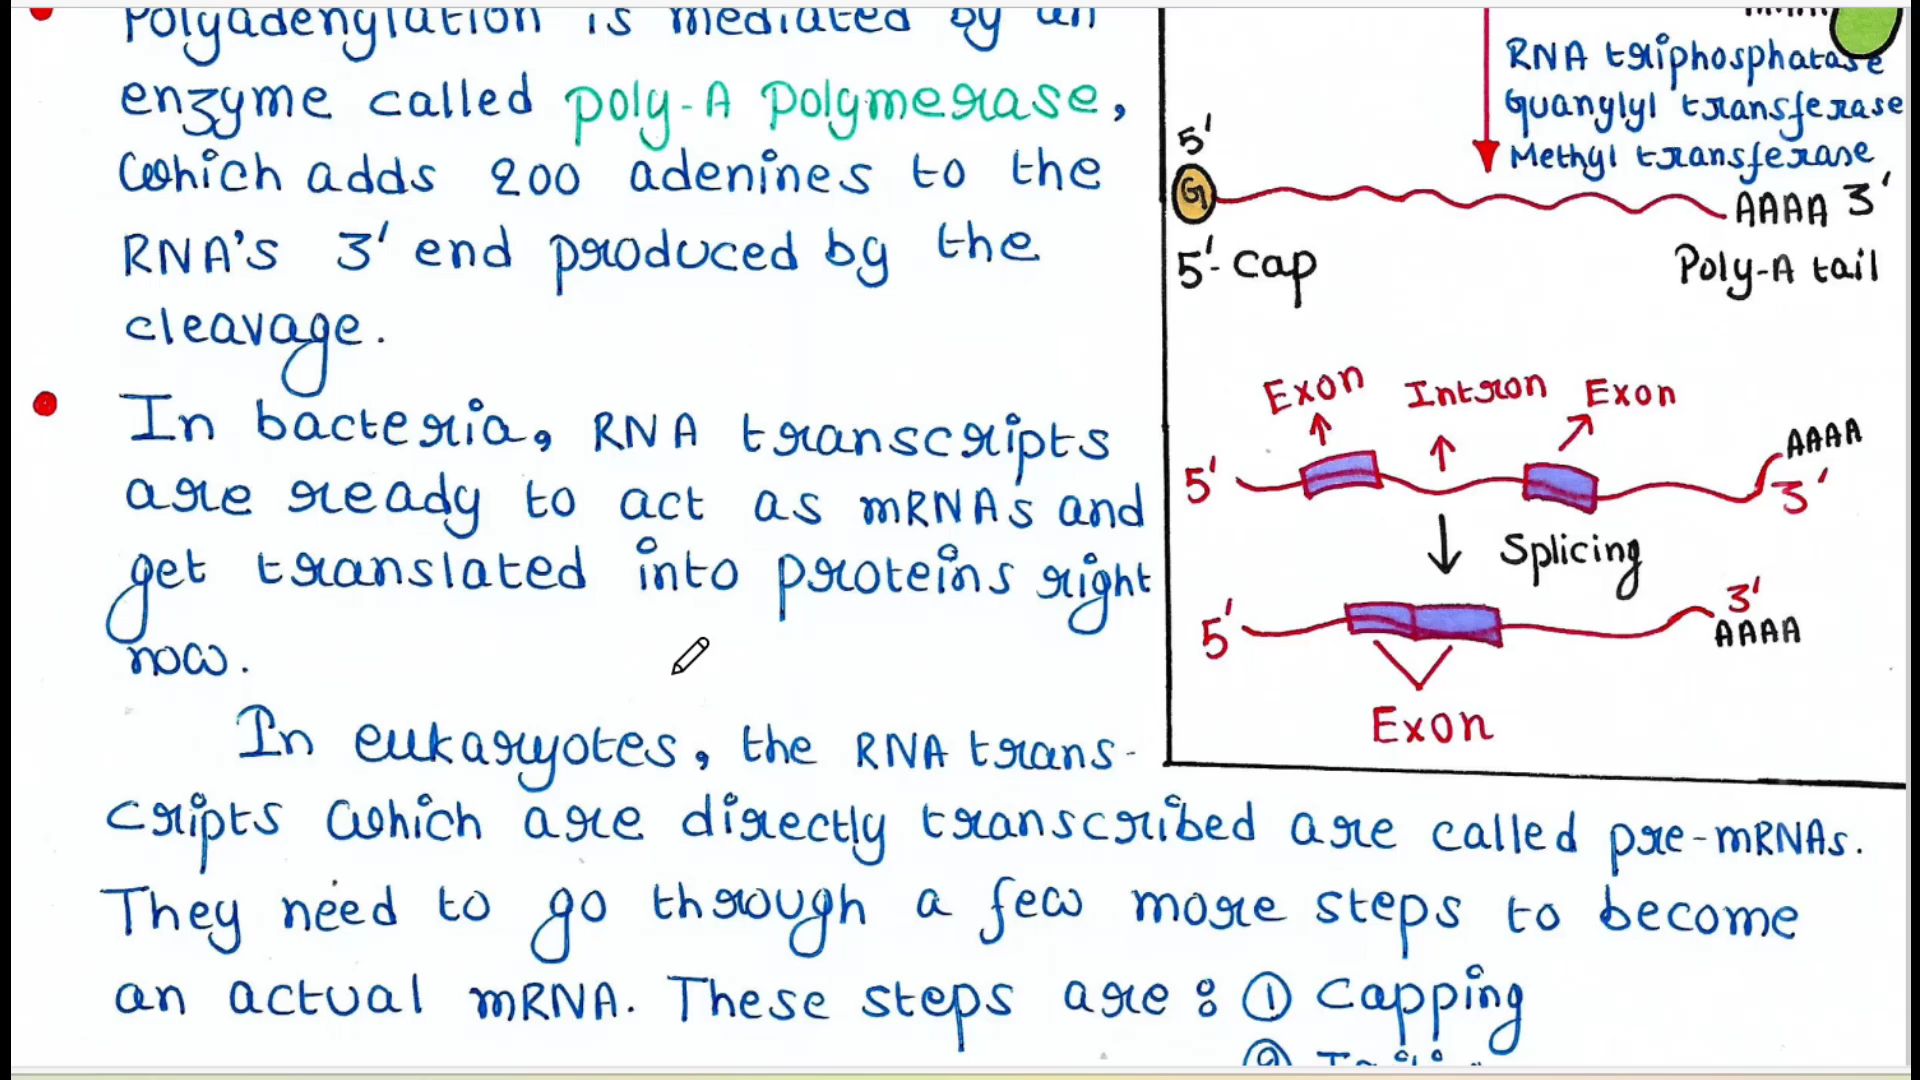 Polyadenylation is mediated by an
enzyme called poly-A polymerase,
which adds 200 adenines to the
RNA's 3' end produced by the
cleavage.
In bacteria, RNA transcripts
are ready to act as mRNAs and
get translated into proteins right
now.
In eukaryotes, the RNA trans-
cripts which are directly transcribed are called pre-mRNAs.
They need to go through a few more steps to become
an actual mRNA. These steps are : ① Capping
RNA triphosphatase
Guanylyl transferase
Methyl transferase
5'
G
AAAA 3'
5'-cap
Poly-A tail
Exon Intron Exon
AAAA
5'
3'
Splicing
5'
3'
AAAA
Exon